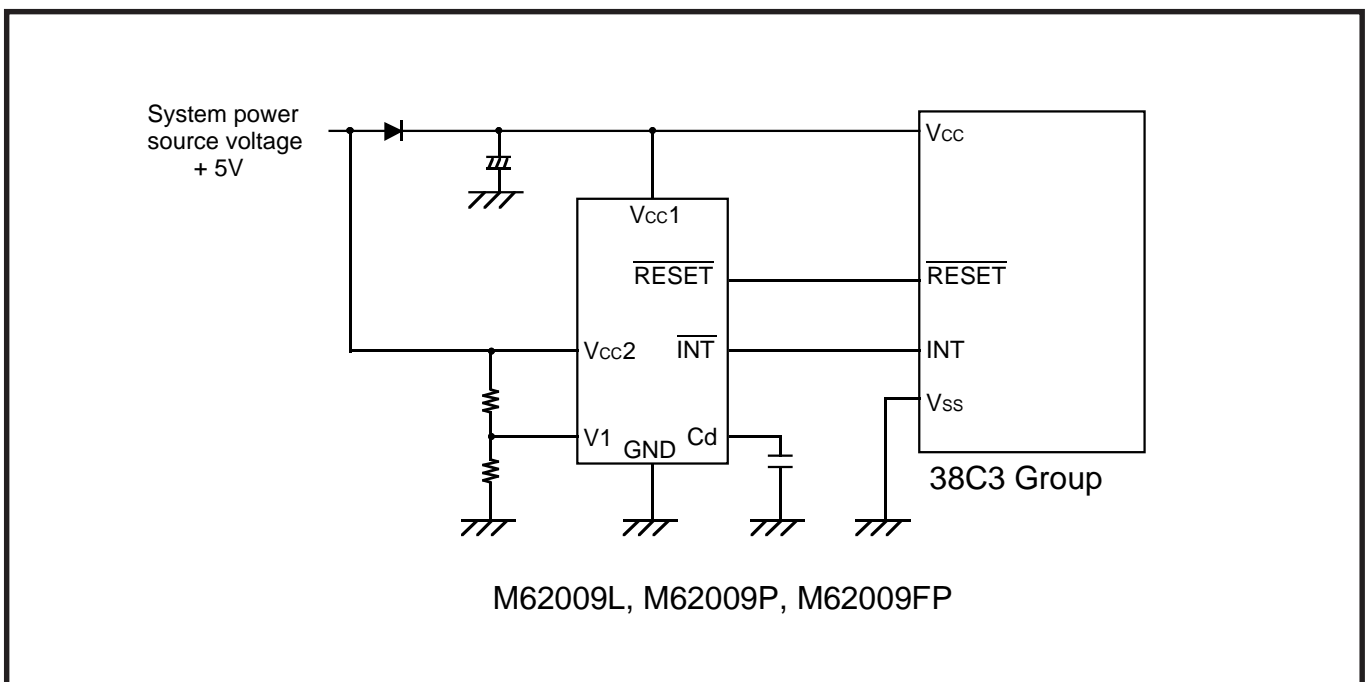 System power
source voltage
+ 5V
VCC
VCC1
RESET
RESET
VCC2
INT
INT
VSS
V1
Cd
GND
38C3 Group
M62009L, M62009P, M62009FP